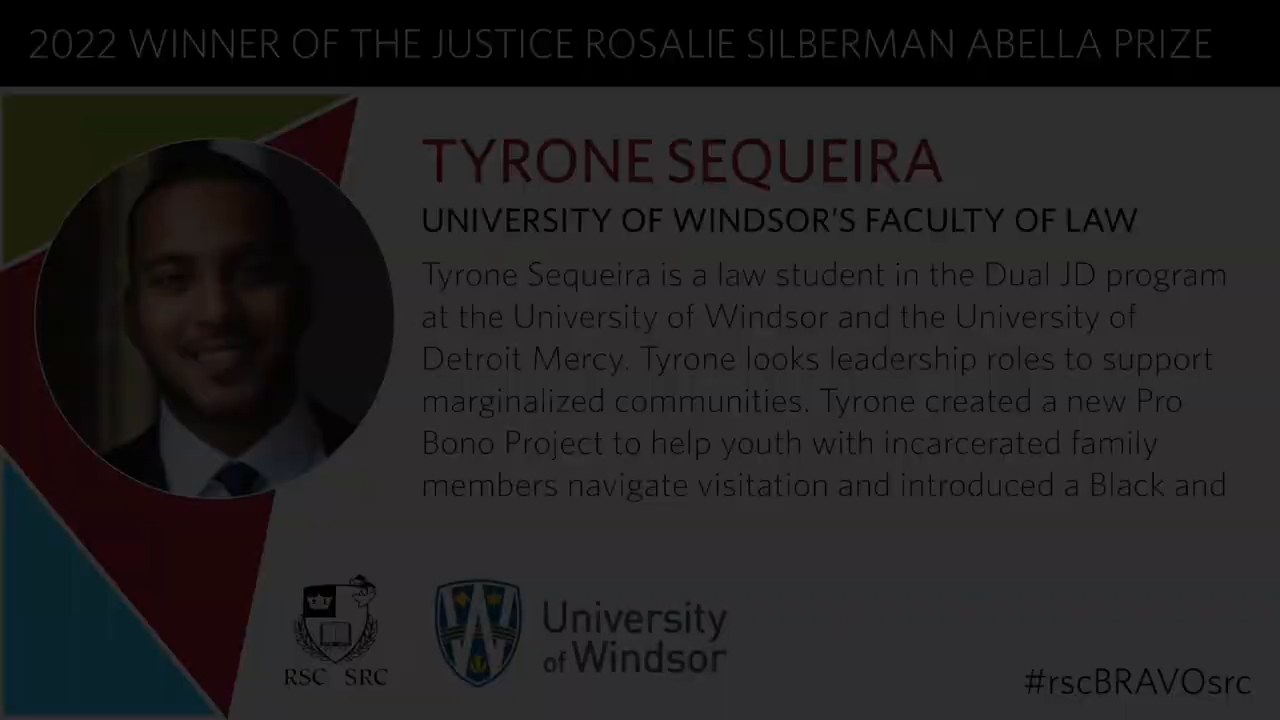 2022 WINNER OF THE JUSTICE ROSALIE SILBERMAN ABELLA PRIZE
TYRONE SEQUEIRA
UNIVERSITY OF WINDSOR'S FACULTY OF LAW
Tyrone Sequeira is a law student in the Dual JD program
at the University of Windsor and the University of
Detroit Mercy. Tyrone looks leadership roles to support
marginalized communities. Tyrone created a new Pro
Bono Project to help youth with incarcerated family
members navigate visitation and introduced a Black and
RSC SRC
University
of Windsor
#rscBRAVOsrc